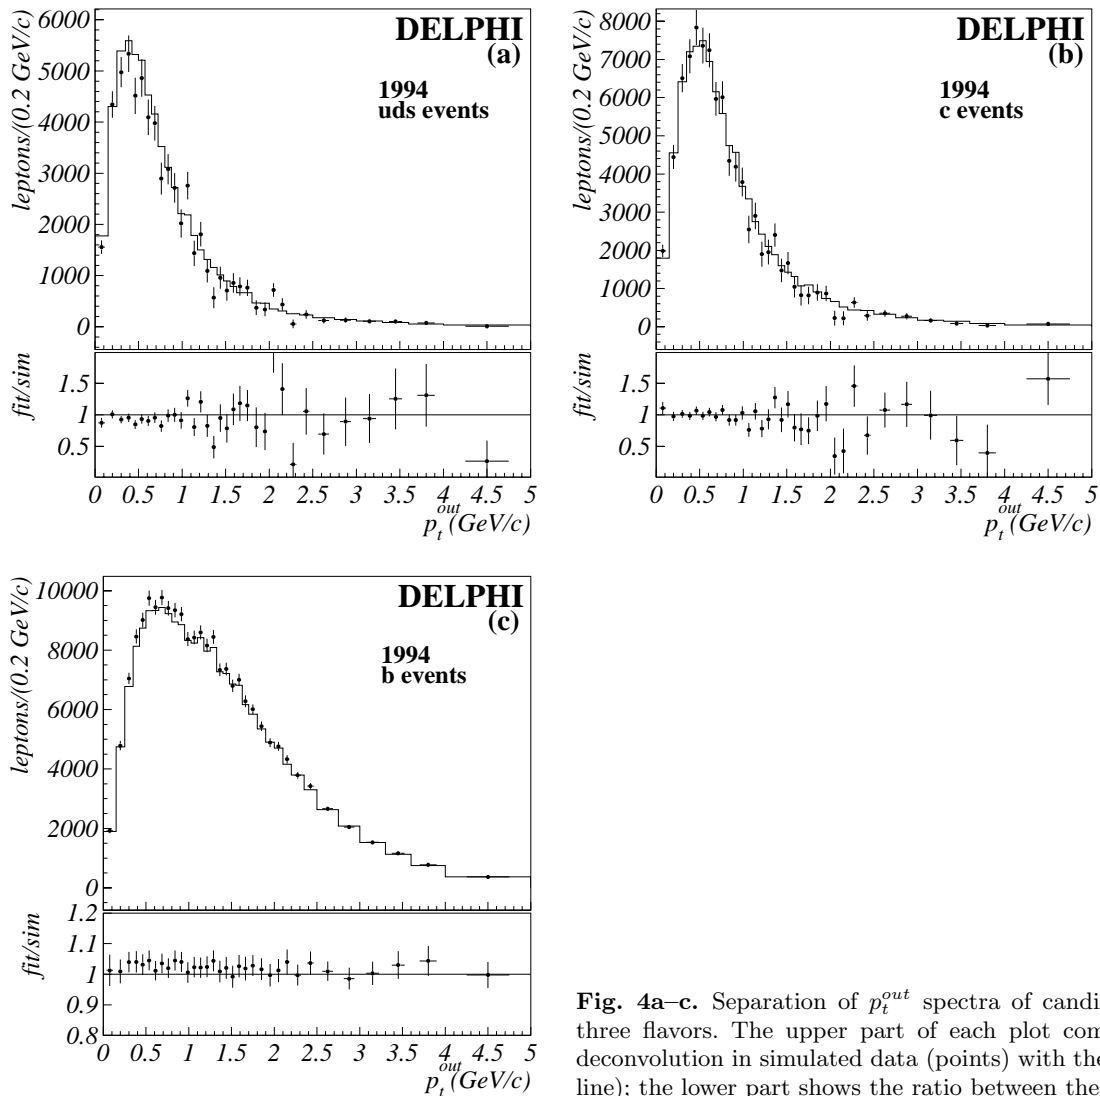 DELPHI
(a)
1994
uds events
leptons/(0.2 GeV/c)
6000
5000
4000
3000
2000
1000
0
fit/sim
1.5
1
0.5
0 0.5 1 1.5 2 2.5 3 3.5 4 4.5 5
p_t^out (GeV/c)
DELPHI
(b)
1994
c events
leptons/(0.2 GeV/c)
8000
7000
6000
5000
4000
3000
2000
1000
0
fit/sim
1.5
1
0.5
0 0.5 1 1.5 2 2.5 3 3.5 4 4.5 5
p_t^out (GeV/c)
DELPHI
(c)
1994
b events
leptons/(0.2 GeV/c)
10000
8000
6000
4000
2000
0
fit/sim
1.2
1.1
1
0.9
0.8
0 0.5 1 1.5 2 2.5 3 3.5 4 4.5 5
p_t^out (GeV/c)
Fig. 4a–c. Separation of p_t^out spectra of candi
three flavors. The upper part of each plot com
deconvolution in simulated data (points) with the
line); the lower part shows the ratio between the